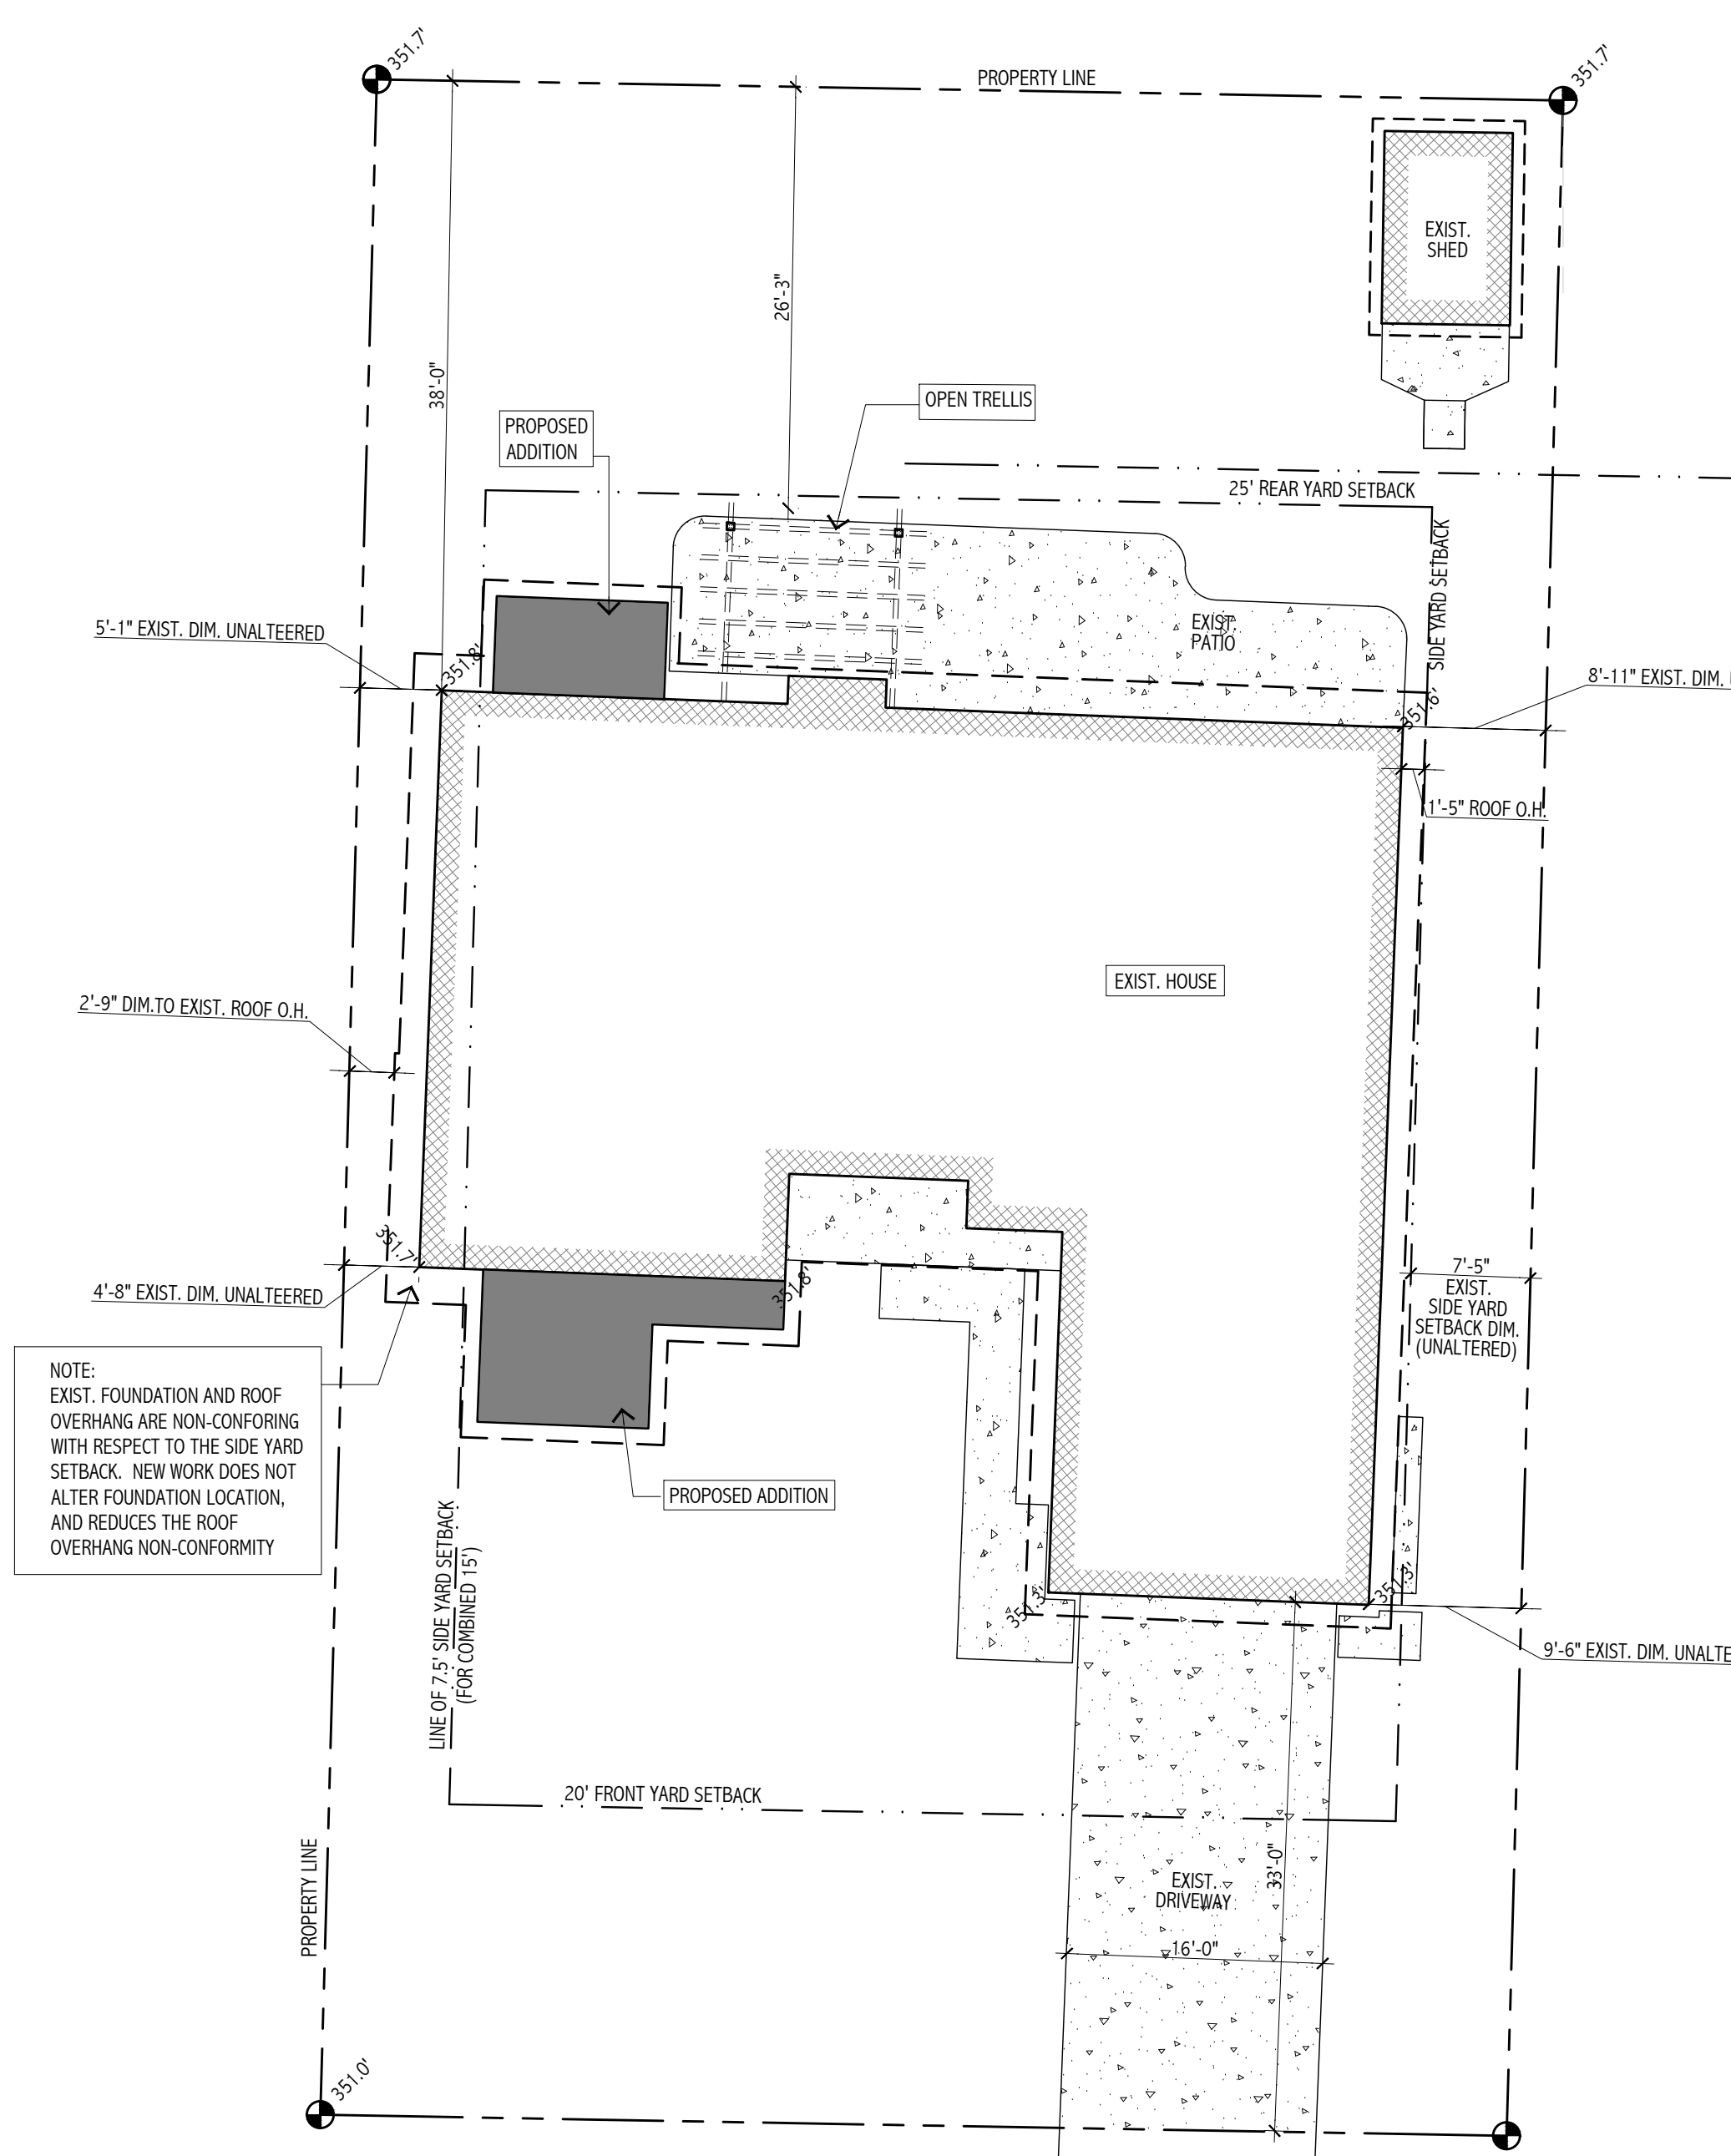 351.7'
351.7'
PROPERTY LINE
EXIST.
SHED
26'-3"
38'-0"
OPEN TRELLIS
PROPOSED
ADDITION
25' REAR YARD SETBACK
SIDE YARD SETBACK
EXIST.
PATIO
5'-1" EXIST. DIM. UNALTEERED
351.8'
351.6'
8'-11" EXIST. DIM.
1'-5" ROOF O.H.
EXIST. HOUSE
2'-9" DIM.TO EXIST. ROOF O.H.
351.7'
4'-8" EXIST. DIM. UNALTEERED
351.8'
7'-5"
EXIST.
SIDE YARD
SETBACK DIM.
(UNALTERED)
NOTE:
EXIST. FOUNDATION AND ROOF
OVERHANG ARE NON-CONFORING
WITH RESPECT TO THE SIDE YARD
SETBACK. NEW WORK DOES NOT
ALTER FOUNDATION LOCATION,
AND REDUCES THE ROOF
OVERHANG NON-CONFORMITY
PROPOSED ADDITION
LINE OF 7.5' SIDE YARD SETBACK
(FOR COMBINED 15')
351.3'
351.3'
9'-6" EXIST. DIM. UNALTE
20' FRONT YARD SETBACK
33'-0"
EXIST.
DRIVEWAY
16'-0"
PROPERTY LINE
351.0'